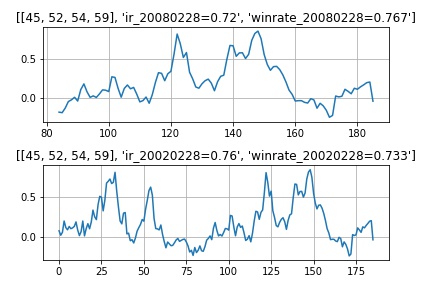 [[45, 52, 54, 59], 'ir_20080228=0.72', 'winrate_20080228=0.767']
0.5
0.0
80 100 120 140 160 180
[[45, 52, 54, 59], 'ir_20020228=0.76', 'winrate_20020228=0.733']
0.5
0.0
0 25 50 75 100 125 150 175